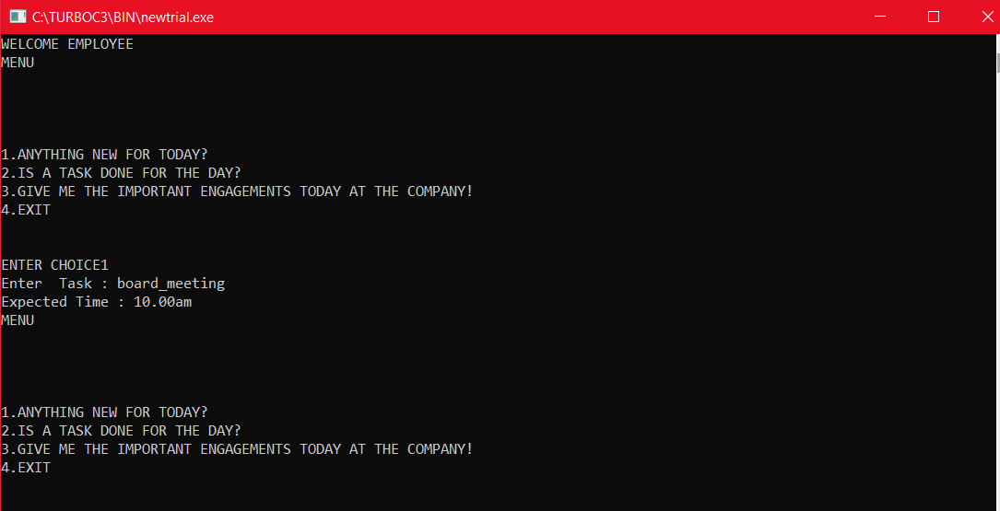 C:\TURBOC3\BIN\newtrial.exe
WELCOME EMPLOYEE
MENU
1.ANYTHING NEW FOR TODAY?
2.IS A TASK DONE FOR THE DAY?
3.GIVE ME THE IMPORTANT ENGAGEMENTS TODAY AT THE COMPANY!
4.EXIT
ENTER CHOICE1
Enter  Task : board_meeting
Expected Time : 10.00am
MENU
1.ANYTHING NEW FOR TODAY?
2.IS A TASK DONE FOR THE DAY?
3.GIVE ME THE IMPORTANT ENGAGEMENTS TODAY AT THE COMPANY!
4.EXIT